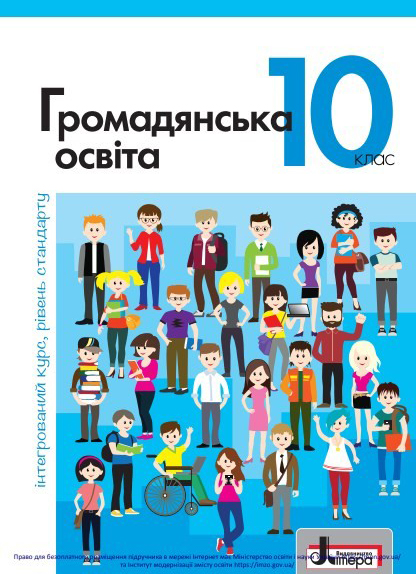 Громадянська
освіта
10
клас
інтегрований курс, рівень стандарту
Видавництво
Літера
Право для безоплатного розміщення підручника в мережі Інтернет має Міністерство освіти і науки
та Інститут модернізації змісту освіти https://imzo.gov.ua/